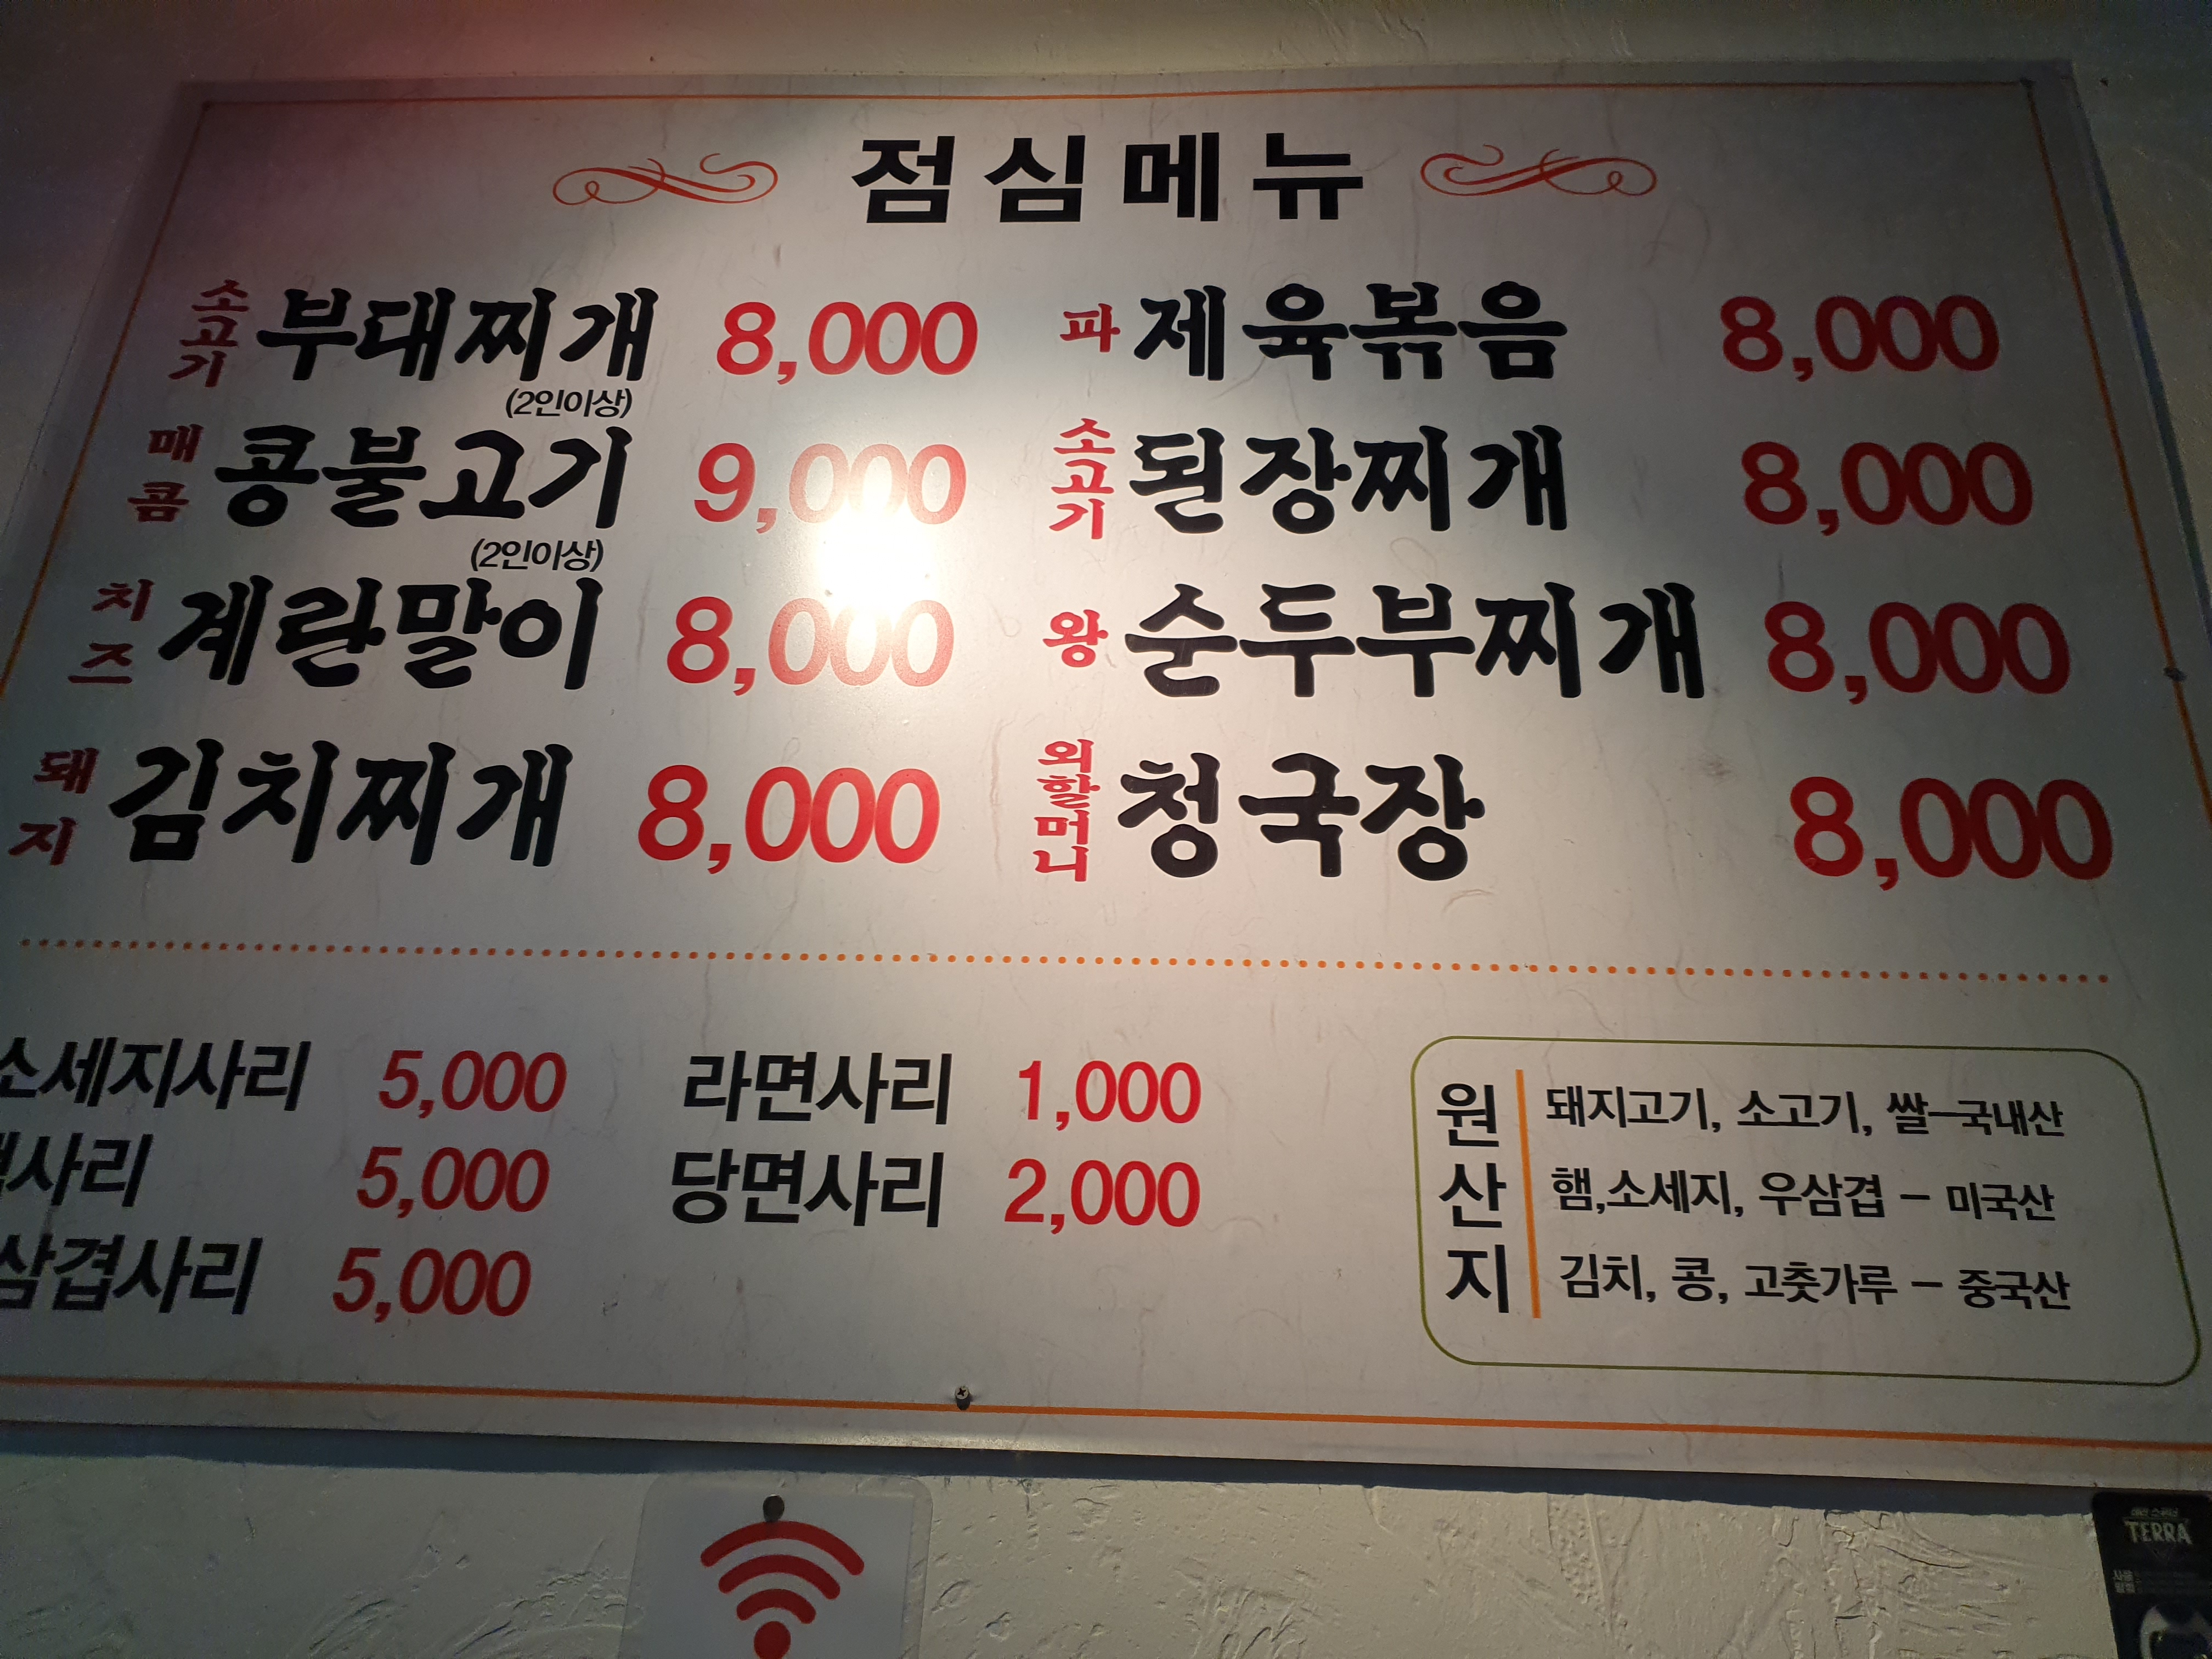 점심메뉴
소고기 부대찌개 8,000
(2인이상)
매콤 콩불고기 9,000
(2인이상)
치즈 계란말이 8,000
돼지 김치찌개 8,000
파 제육볶음 8,000
소고기 된장찌개 8,000
왕 순두부찌개 8,000
외할머니 청국장 8,000
소세지사리 5,000
5,000
삼겹사리 5,000
라면사리 1,000
당면사리 2,000
원산지
돼지고기, 소고기, 쌀-국내산
햄,소세지, 우삼겹 - 미국산
김치, 콩, 고춧가루 - 중국산
TERRA